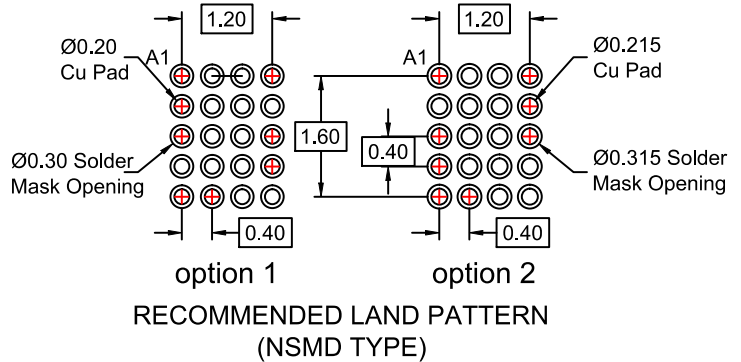 1.20
1.20
Ø0.20
Cu Pad
A1
A1
Ø0.215
Cu Pad
1.60
0.40
Ø0.30 Solder
Mask Opening
Ø0.315 Solder
Mask Opening
0.40
0.40
option 1
option 2
RECOMMENDED LAND PATTERN
(NSMD TYPE)